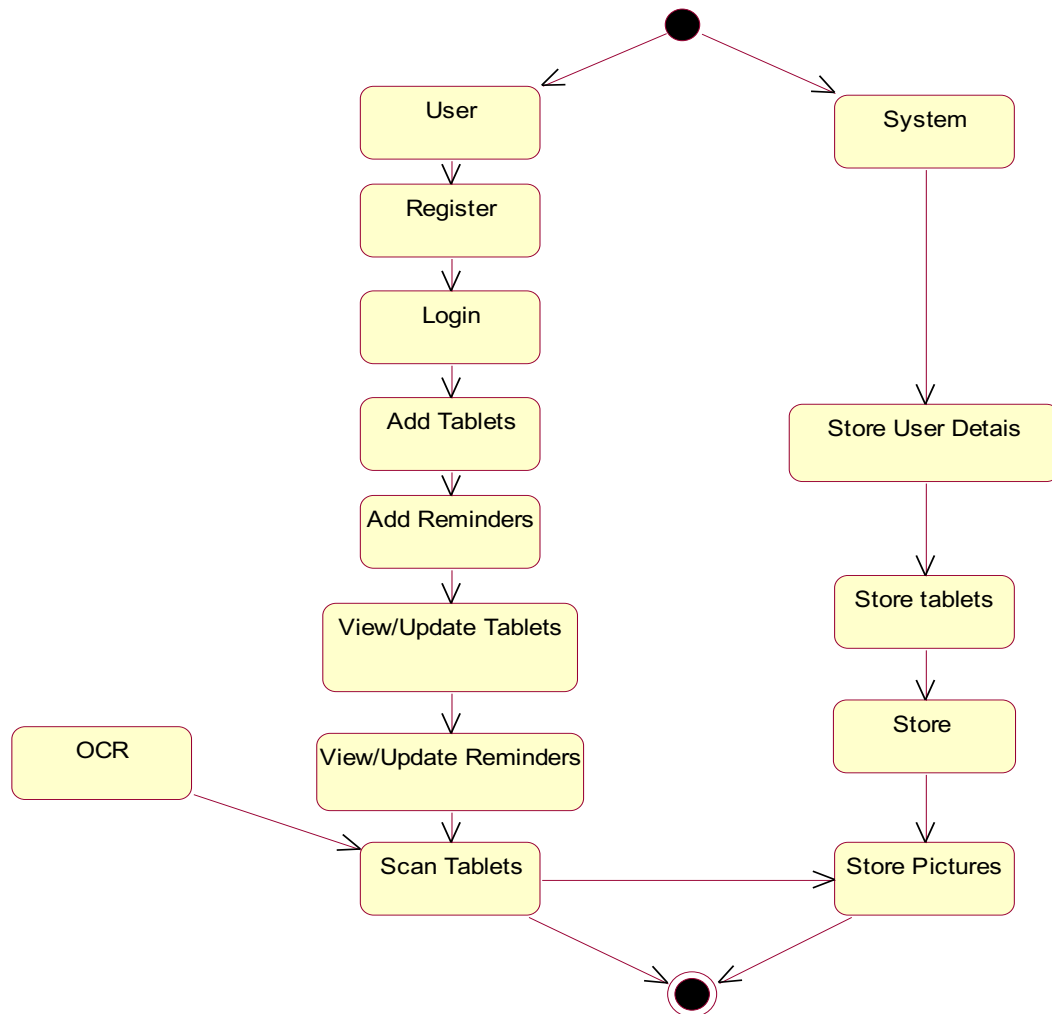 User
System
Register
Login
Add Tablets
Store User Detais
Add Reminders
Store tablets
View/Update Tablets
Store
OCR
View/Update Reminders
Scan Tablets
Store Pictures